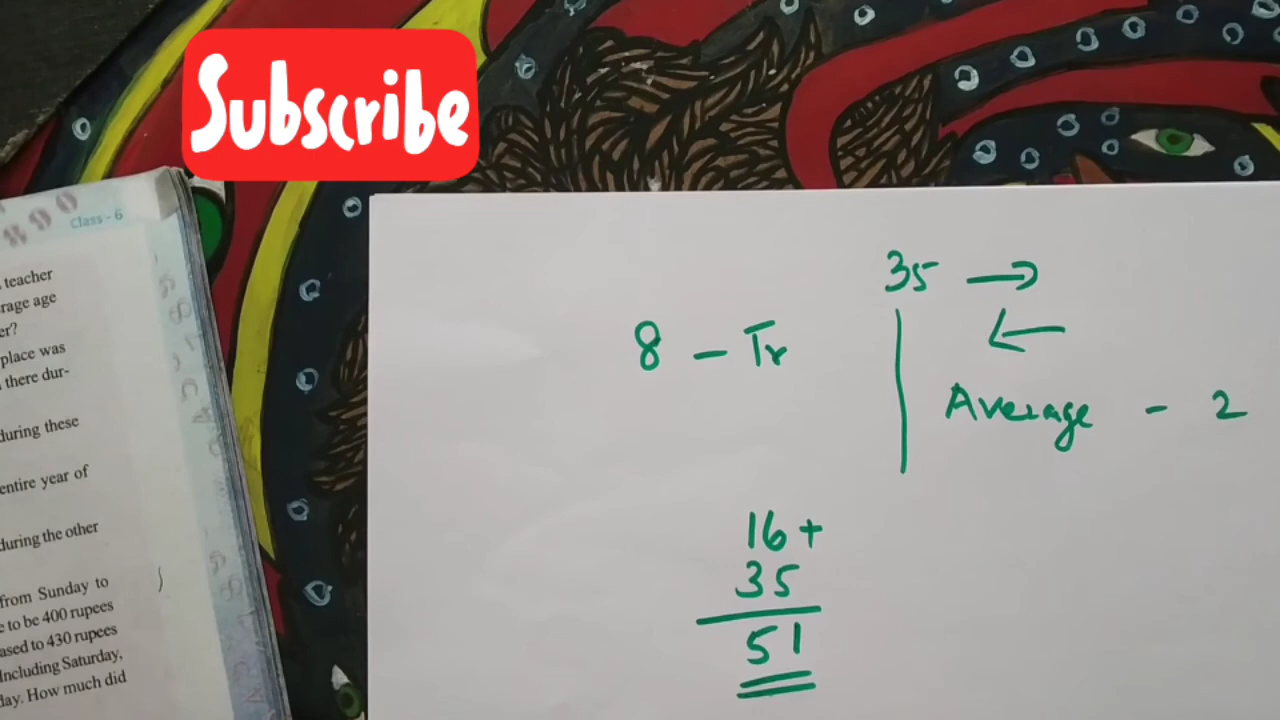 Subscribe
Class - 6
teacher
rage age
er?
place was
there dur-
during these
entire year of
during the other
from Sunday to
e to be 400 rupees
ased to 430 rupees
Including Saturday,
day. How much did
35 →
←
8 - Tr
Average - 2
16 +
35
51